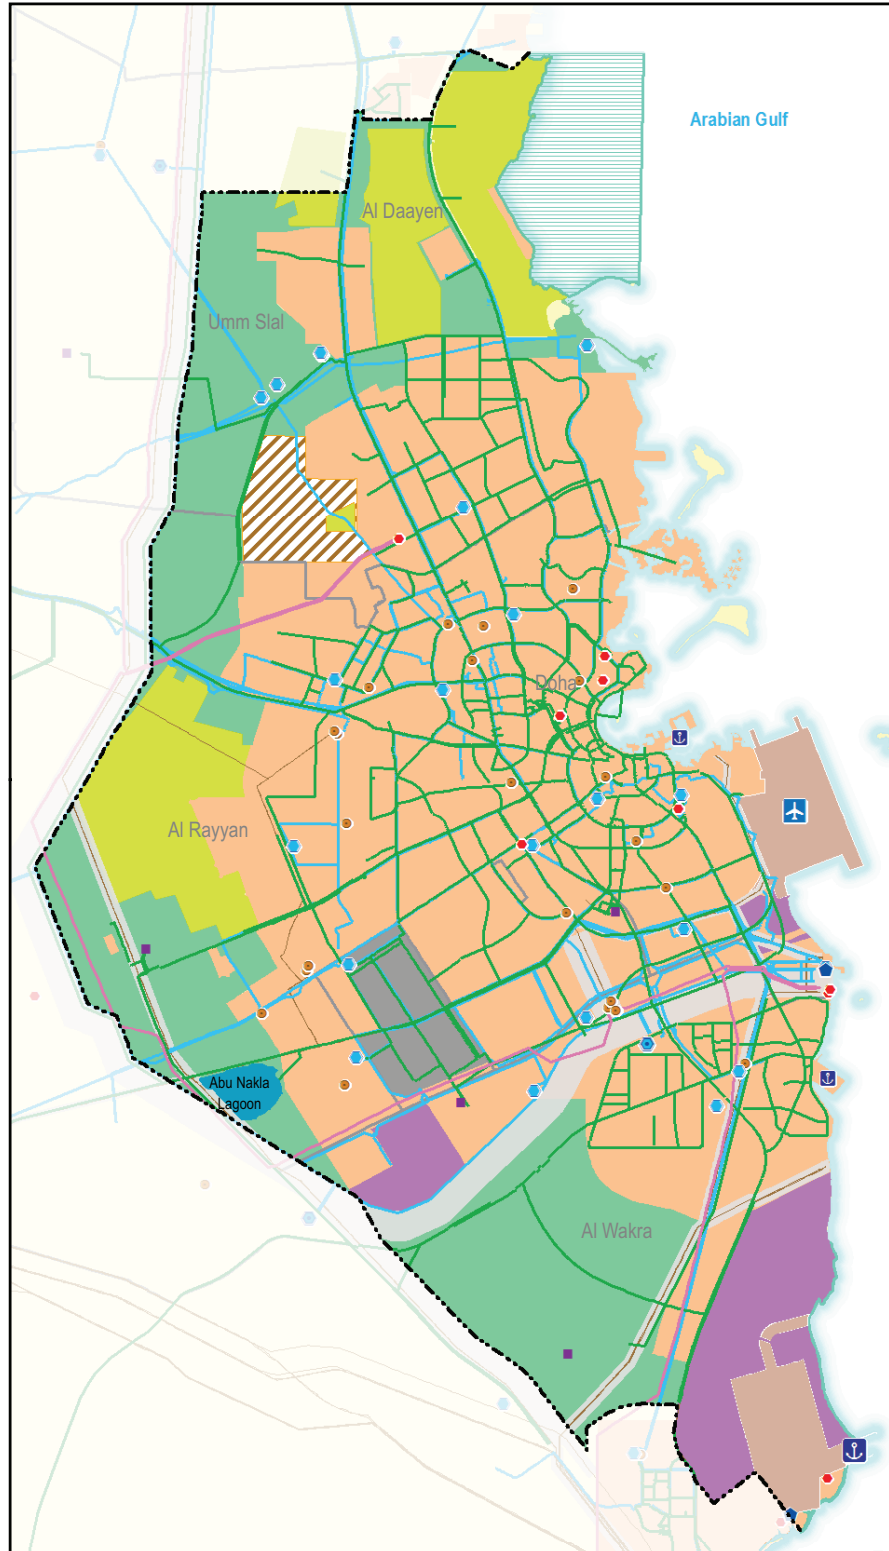 Arabian Gulf
Al Daayen
Umm Slal
Doha
Al Rayyan
Abu Nakla
Lagoon
Al Wakra